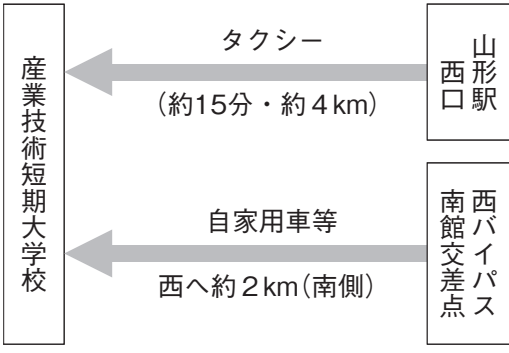 産業技術短期大学校
タクシー
(約15分・約4km)
山形駅
西口
自家用車等
西へ約2km(南側)
西バイパス
南館交差点